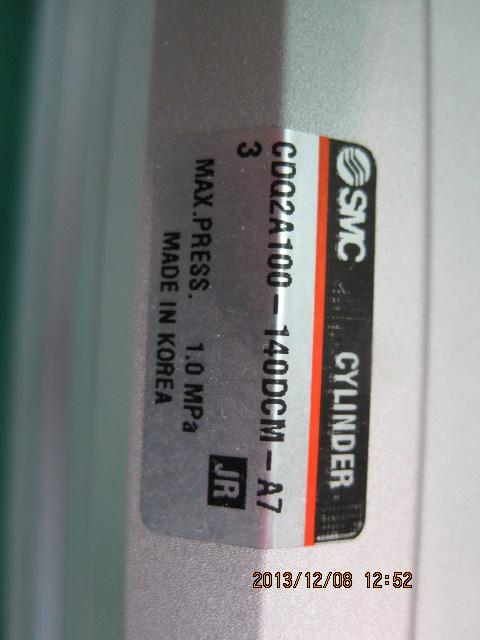 SMC CYLINDER
CDQ2A100-140DCM-A7
3
MAX.PRESS. 1.0 MPa
MADE IN KOREA
JR
2013/12/08 12:52